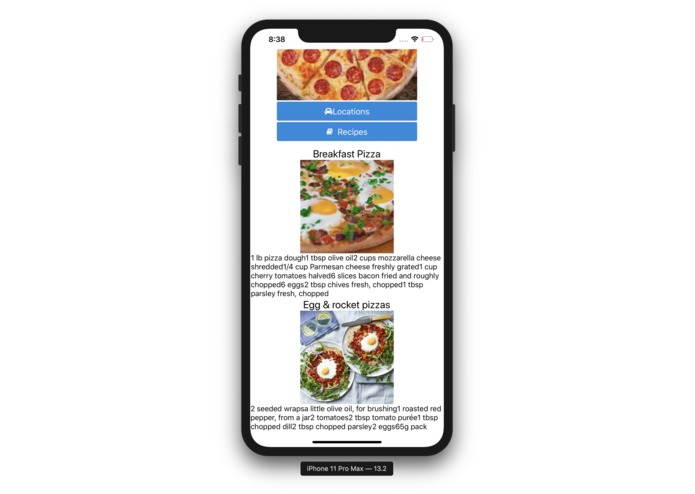 8:38
Locations
Recipes
Breakfast Pizza
1 lb pizza dough1 tbsp olive oil2 cups mozzarella cheese
shredded1/4 cup Parmesan cheese freshly grated1 cup
cherry tomatoes halved6 slices bacon fried and roughly
chopped6 eggs2 tbsp chives fresh, chopped1 tbsp
parsley fresh, chopped
Egg & rocket pizzas
2 seeded wrapsa little olive oil, for brushing1 roasted red
pepper, from a jar2 tomatoes2 tbsp tomato purée1 tbsp
chopped dill2 tbsp chopped parsley2 eggs65g pack
iPhone 11 Pro Max — 13.2